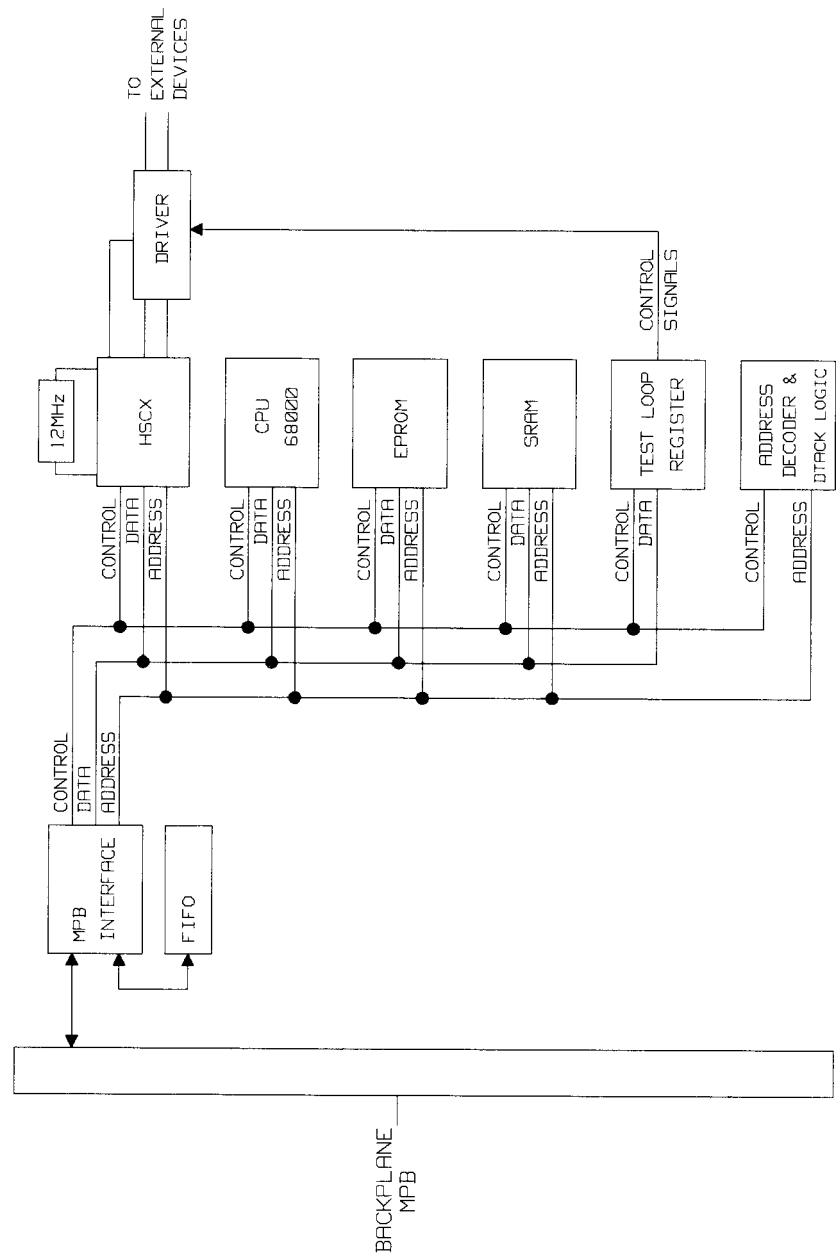 BACKPLANE
MPB
MPB
INTERFACE
FIFO
CONTROL
DATA
ADDRESS
12MHz
CONTROL
DATA
ADDRESS
HSCX
DRIVER
TO
EXTERNAL
DEVICES
CONTROL
DATA
ADDRESS
CPU
68000
CONTROL
DATA
ADDRESS
EPROM
CONTROL
DATA
ADDRESS
SRAM
CONTROL
DATA
TEST LOOP
REGISTER
CONTROL
SIGNALS
CONTROL
ADDRESS
ADDRESS
DECODER &
DTACK LOGIC